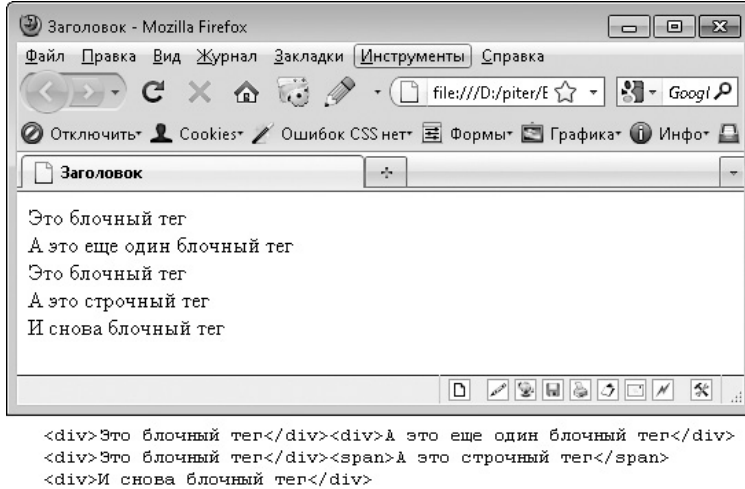 Заголовок - Mozilla Firefox
Файл Правка Вид Журнал Закладки Инструменты Справка
file:///D:/piter/E Googl
Отключить Cookies Ошибок CSS нет Формы Графика Инфо
Заголовок
Это блочный тег
А это еще один блочный тег
Это блочный тег
А это строчный тег
И снова блочный тег
<div>Это блочный тег</div><div>А это еще один блочный тег</div>
<div>Это блочный тег</div><span>А это строчный тег</span>
<div>И снова блочный тег</div>